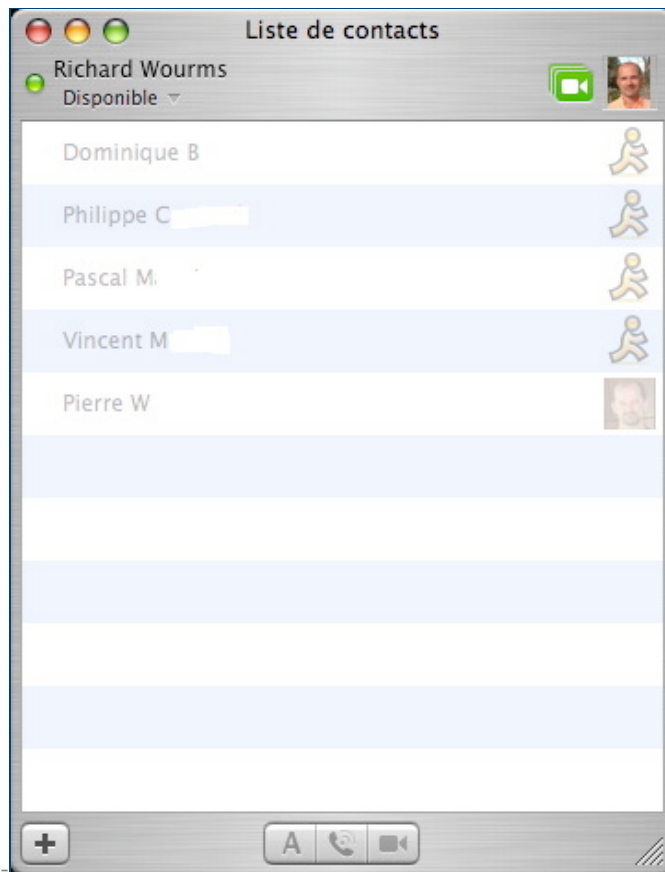 Liste de contacts
Richard Wourms
Disponible
Dominique B
Philippe C
Pascal M
Vincent M
Pierre W
A